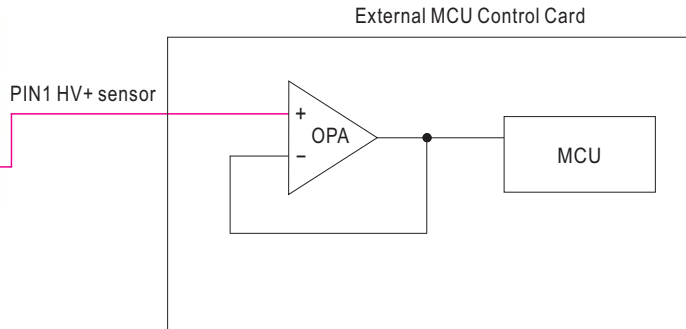 External MCU Control Card
PIN1 HV+ sensor
+
OPA
−
MCU